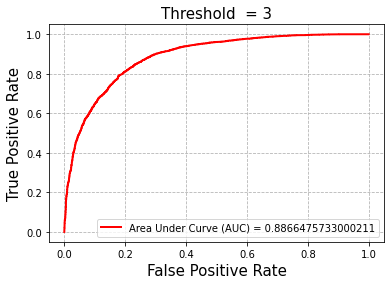 Threshold  = 3
True Positive Rate
1.0
0.8
0.6
0.4
0.2
0.0
Area Under Curve (AUC) = 0.8866475733000211
0.0 0.2 0.4 0.6 0.8 1.0
False Positive Rate